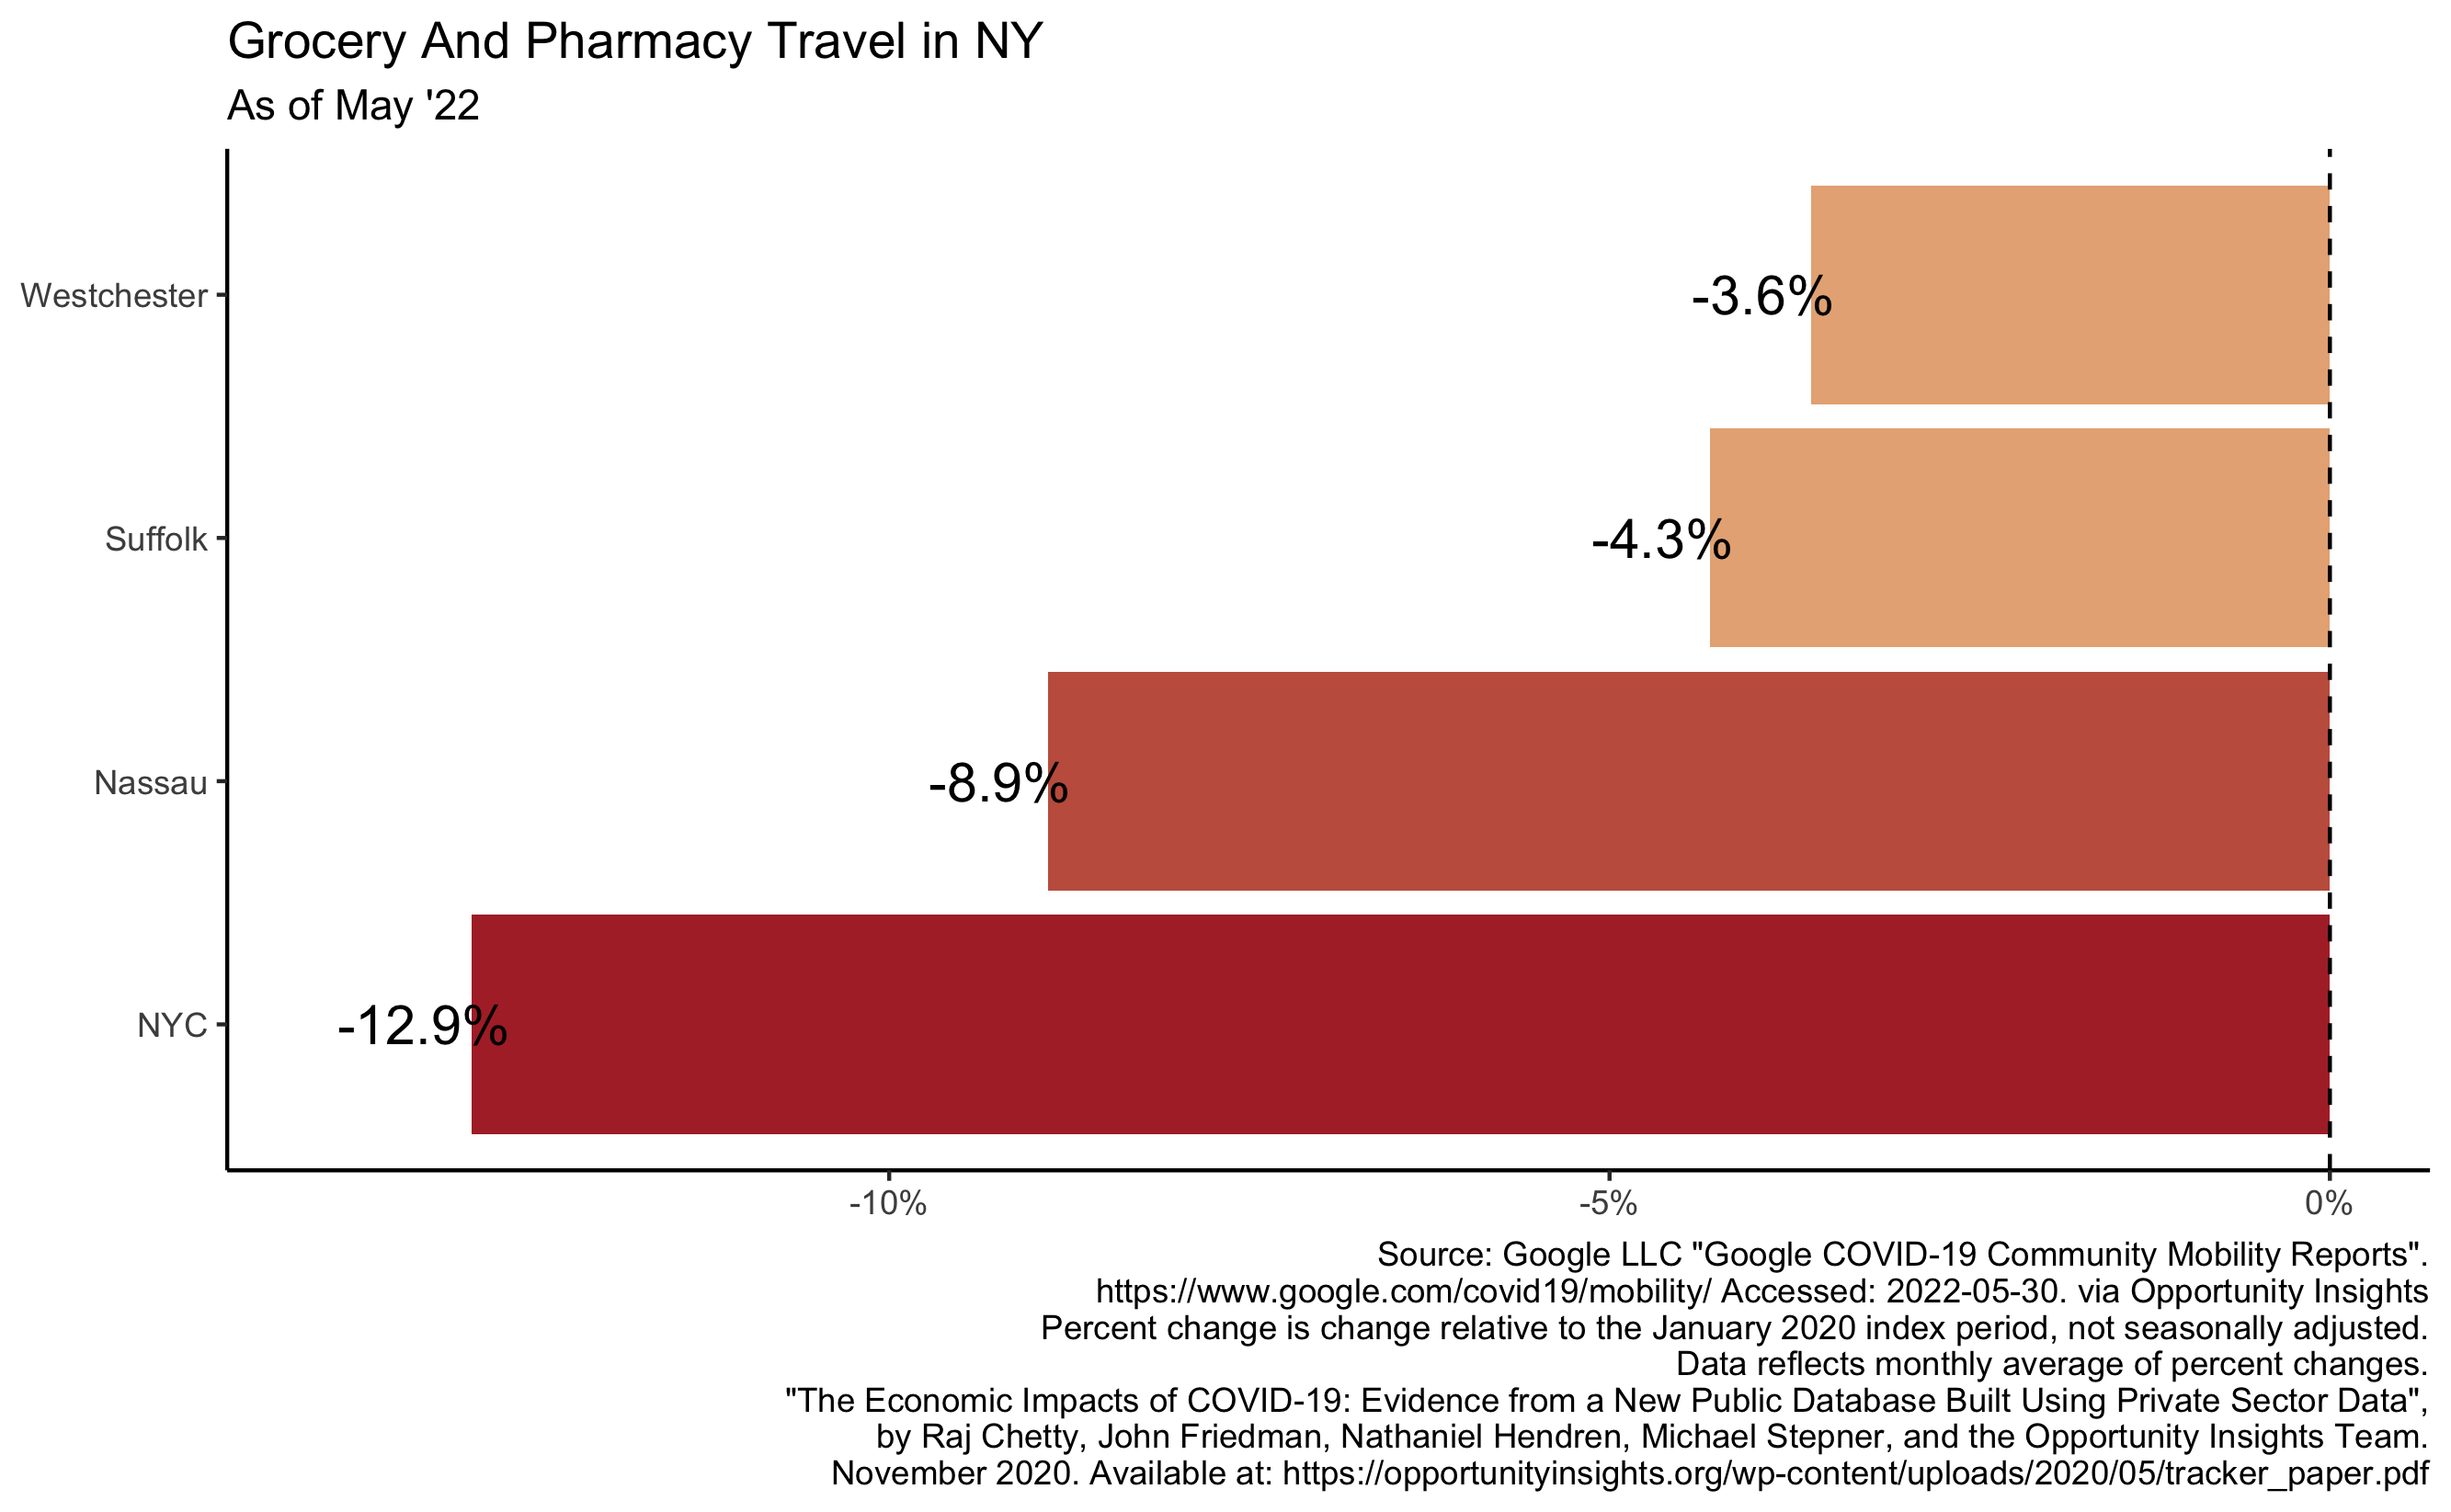 Grocery And Pharmacy Travel in NY
As of May '22
Westchester
-3.6%
Suffolk
-4.3%
Nassau
-8.9%
NYC
-12.9%
-10%
-5%
0%
Source: Google LLC "Google COVID-19 Community Mobility Reports".
https://www.google.com/covid19/mobility/ Accessed: 2022-05-30. via Opportunity Insights
Percent change is change relative to the January 2020 index period, not seasonally adjusted.
Data reflects monthly average of percent changes.
"The Economic Impacts of COVID-19: Evidence from a New Public Database Built Using Private Sector Data",
by Raj Chetty, John Friedman, Nathaniel Hendren, Michael Stepner, and the Opportunity Insights Team.
November 2020. Available at: https://opportunityinsights.org/wp-content/uploads/2020/05/tracker_paper.pdf